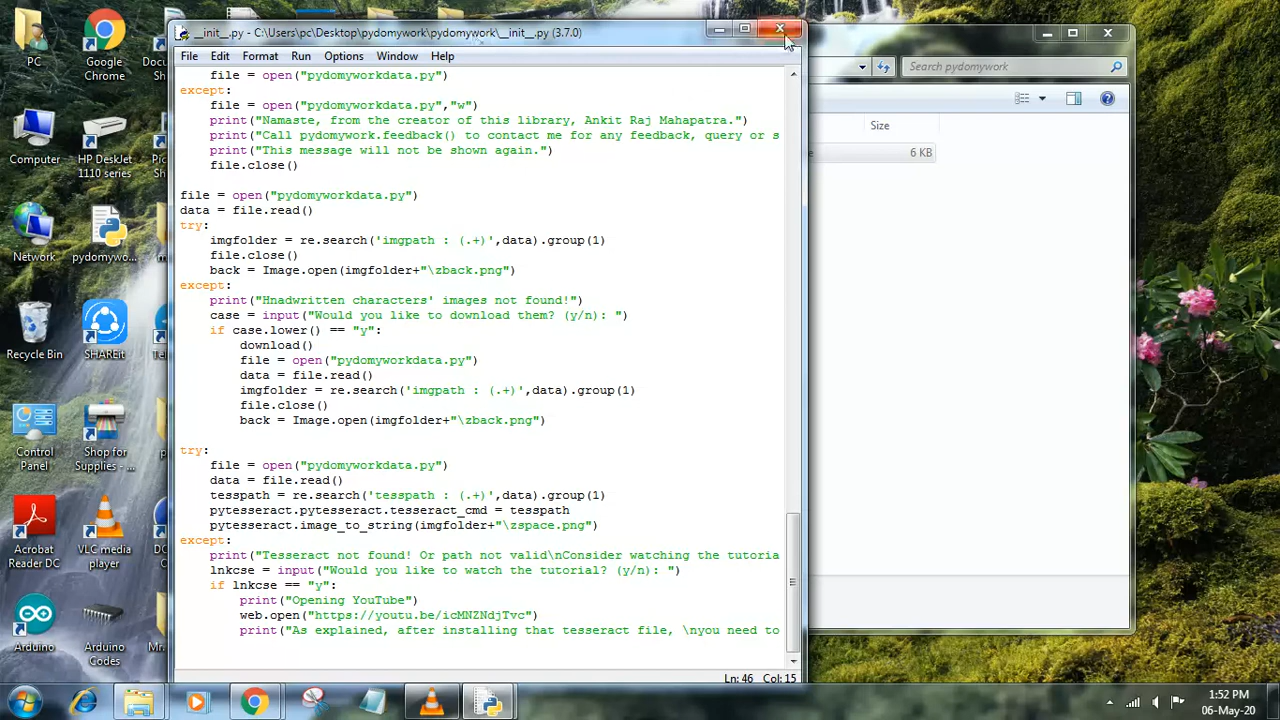 __init__.py - C:\Users\pc\Desktop\pydomywork\pydomywork\__init__.py (3.7.0)
File Edit Format Run Options Window Help
file = open("pydomyworkdata.py")
except:
file = open("pydomyworkdata.py","w")
print("Namaste, from the creator of this library, Ankit Raj Mahapatra.")
print("Call pydomywork.feedback() to contact me for any feedback, query or s
print("This message will not be shown again.")
file.close()
file = open("pydomyworkdata.py")
data = file.read()
try:
imgfolder = re.search('imgpath : (.+)',data).group(1)
file.close()
back = Image.open(imgfolder+"\zback.png")
except:
print("Hnadwritten characters' images not found!")
case = input("Would you like to download them? (y/n): ")
if case.lower() == "y":
download()
file = open("pydomyworkdata.py")
data = file.read()
imgfolder = re.search('imgpath : (.+)',data).group(1)
file.close()
back = Image.open(imgfolder+"\zback.png")
try:
file = open("pydomyworkdata.py")
data = file.read()
tesspath = re.search('tesspath : (.+)',data).group(1)
pytesseract.pytesseract.tesseract_cmd = tesspath
pytesseract.image_to_string(imgfolder+"\zspace.png")
except:
print("Tesseract not found! Or path not valid\nConsider watching the tutoria
lnkcse = input("Would you like to watch the tutorial? (y/n): ")
if lnkcse == "y":
print("Opening YouTube")
web.open("https://youtu.be/icMNZNdjTvc")
print("As explained, after installing that tesseract file, \nyou need to
Ln: 46 Col: 15
Search pydomywork
Size
6 KB
PC
Google Chrome
Computer
HP DeskJet 1110 series
Network
pydomywo...
Recycle Bin
SHAREit
Control Panel
Shop for Supplies - ...
Acrobat Reader DC
VLC media player
Arduino
Arduino Codes
1:52 PM
06-May-20